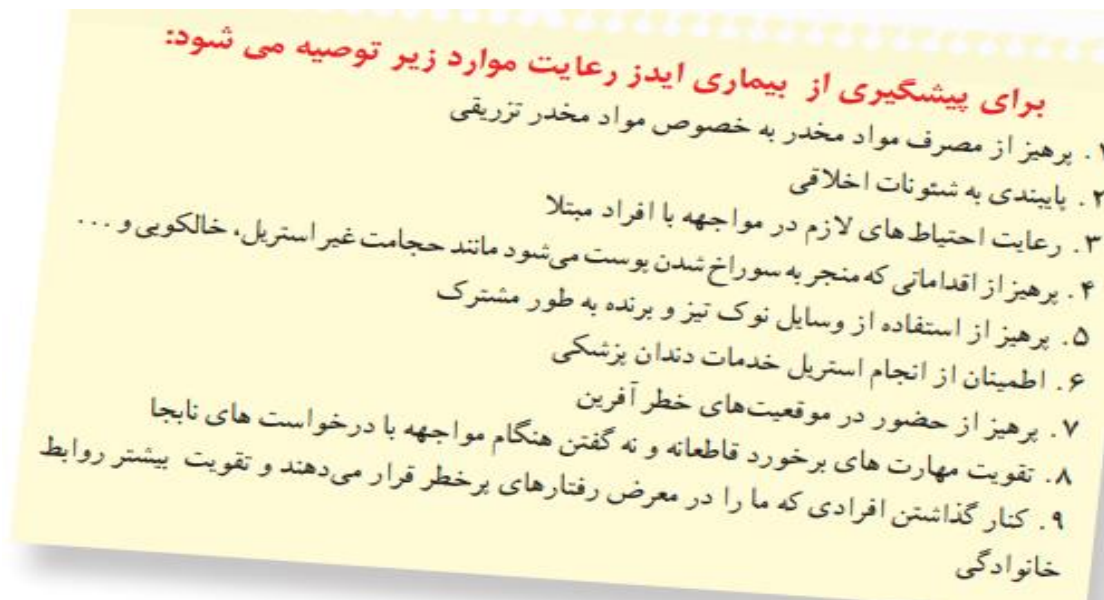 برای پیشگیری از بیماری ایدز رعایت موارد زیر توصیه می شود:
۱. پرهیز از مصرف مواد مخدر به خصوص مواد مخدر تزریقی
۲. پایبندی به شئونات اخلاقی
۳. رعایت احتیاط های لازم در مواجهه با افراد مبتلا
۴. پرهیز از اقداماتی که منجر به سوراخ شدن پوست می‌شود مانند حجامت غیر استریل، خالکوبی و ...
۵. پرهیز از استفاده از وسایل نوک تیز و برنده به طور مشترک
۶. اطمینان از انجام استریل خدمات دندان پزشکی
۷. پرهیز از حضور در موقعیت‌های خطر آفرین
۸. تقویت مهارت های برخورد قاطعانه و نه گفتن هنگام مواجهه با درخواست های نابجا
۹. کنار گذاشتن افرادی که ما را در معرض رفتارهای پرخطر قرار می‌دهند و تقویت بیشتر روابط
خانوادگی